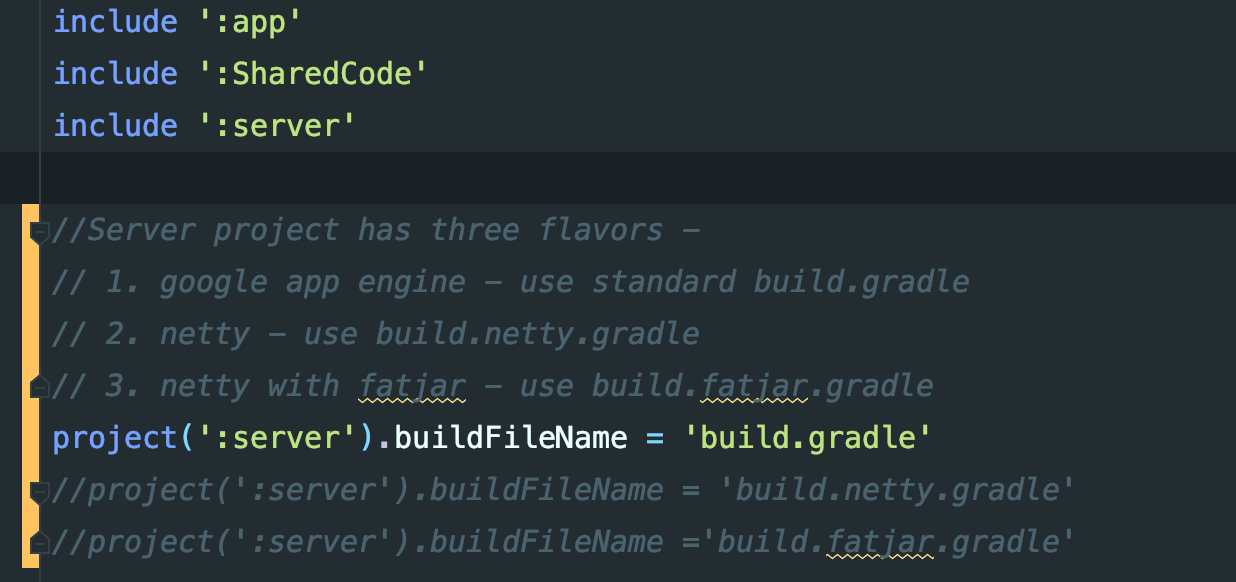 include ':app'
include ':SharedCode'
include ':server'
//Server project has three flavors –
// 1. google app engine – use standard build.gradle
// 2. netty – use build.netty.gradle
// 3. netty with fatjar – use build.fatjar.gradle
project(':server').buildFileName = 'build.gradle'
//project(':server').buildFileName = 'build.netty.gradle'
//project(':server').buildFileName ='build.fatjar.gradle'